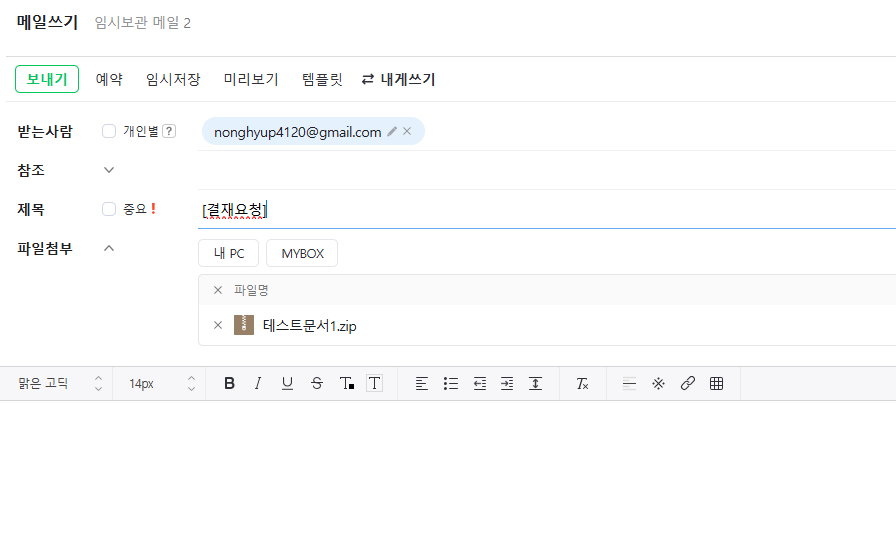 메일쓰기 임시보관 메일 2
보내기 예약 임시저장 미리보기 템플릿 내게쓰기
받는사람 개인별 ? nonghyup4120@gmail.com
참조
제목 중요! [결재요청]
파일첨부 내 PC MYBOX
파일명
테스트문서1.zip
맑은 고딕 14px B I U S T T Tx